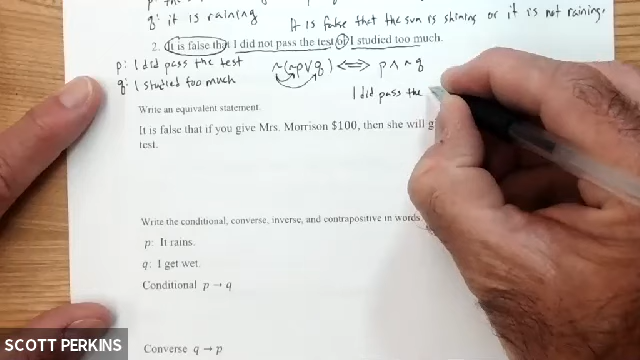 q: it is raining
It is false that the sun is shining or it is not raining.
2. It is false that I did not pass the test or I studied too much.
p: I did pass the test
~(~p∨q) ⟺ p∧~q
q: I studied too much
I did pass the
Write an equivalent statement.
It is false that if you give Mrs. Morrison $100, then she will
test.
Write the conditional, converse, inverse, and contrapositive in words.
p: It rains.
q: I get wet.
Conditional p → q
Converse q → p
SCOTT PERKINS